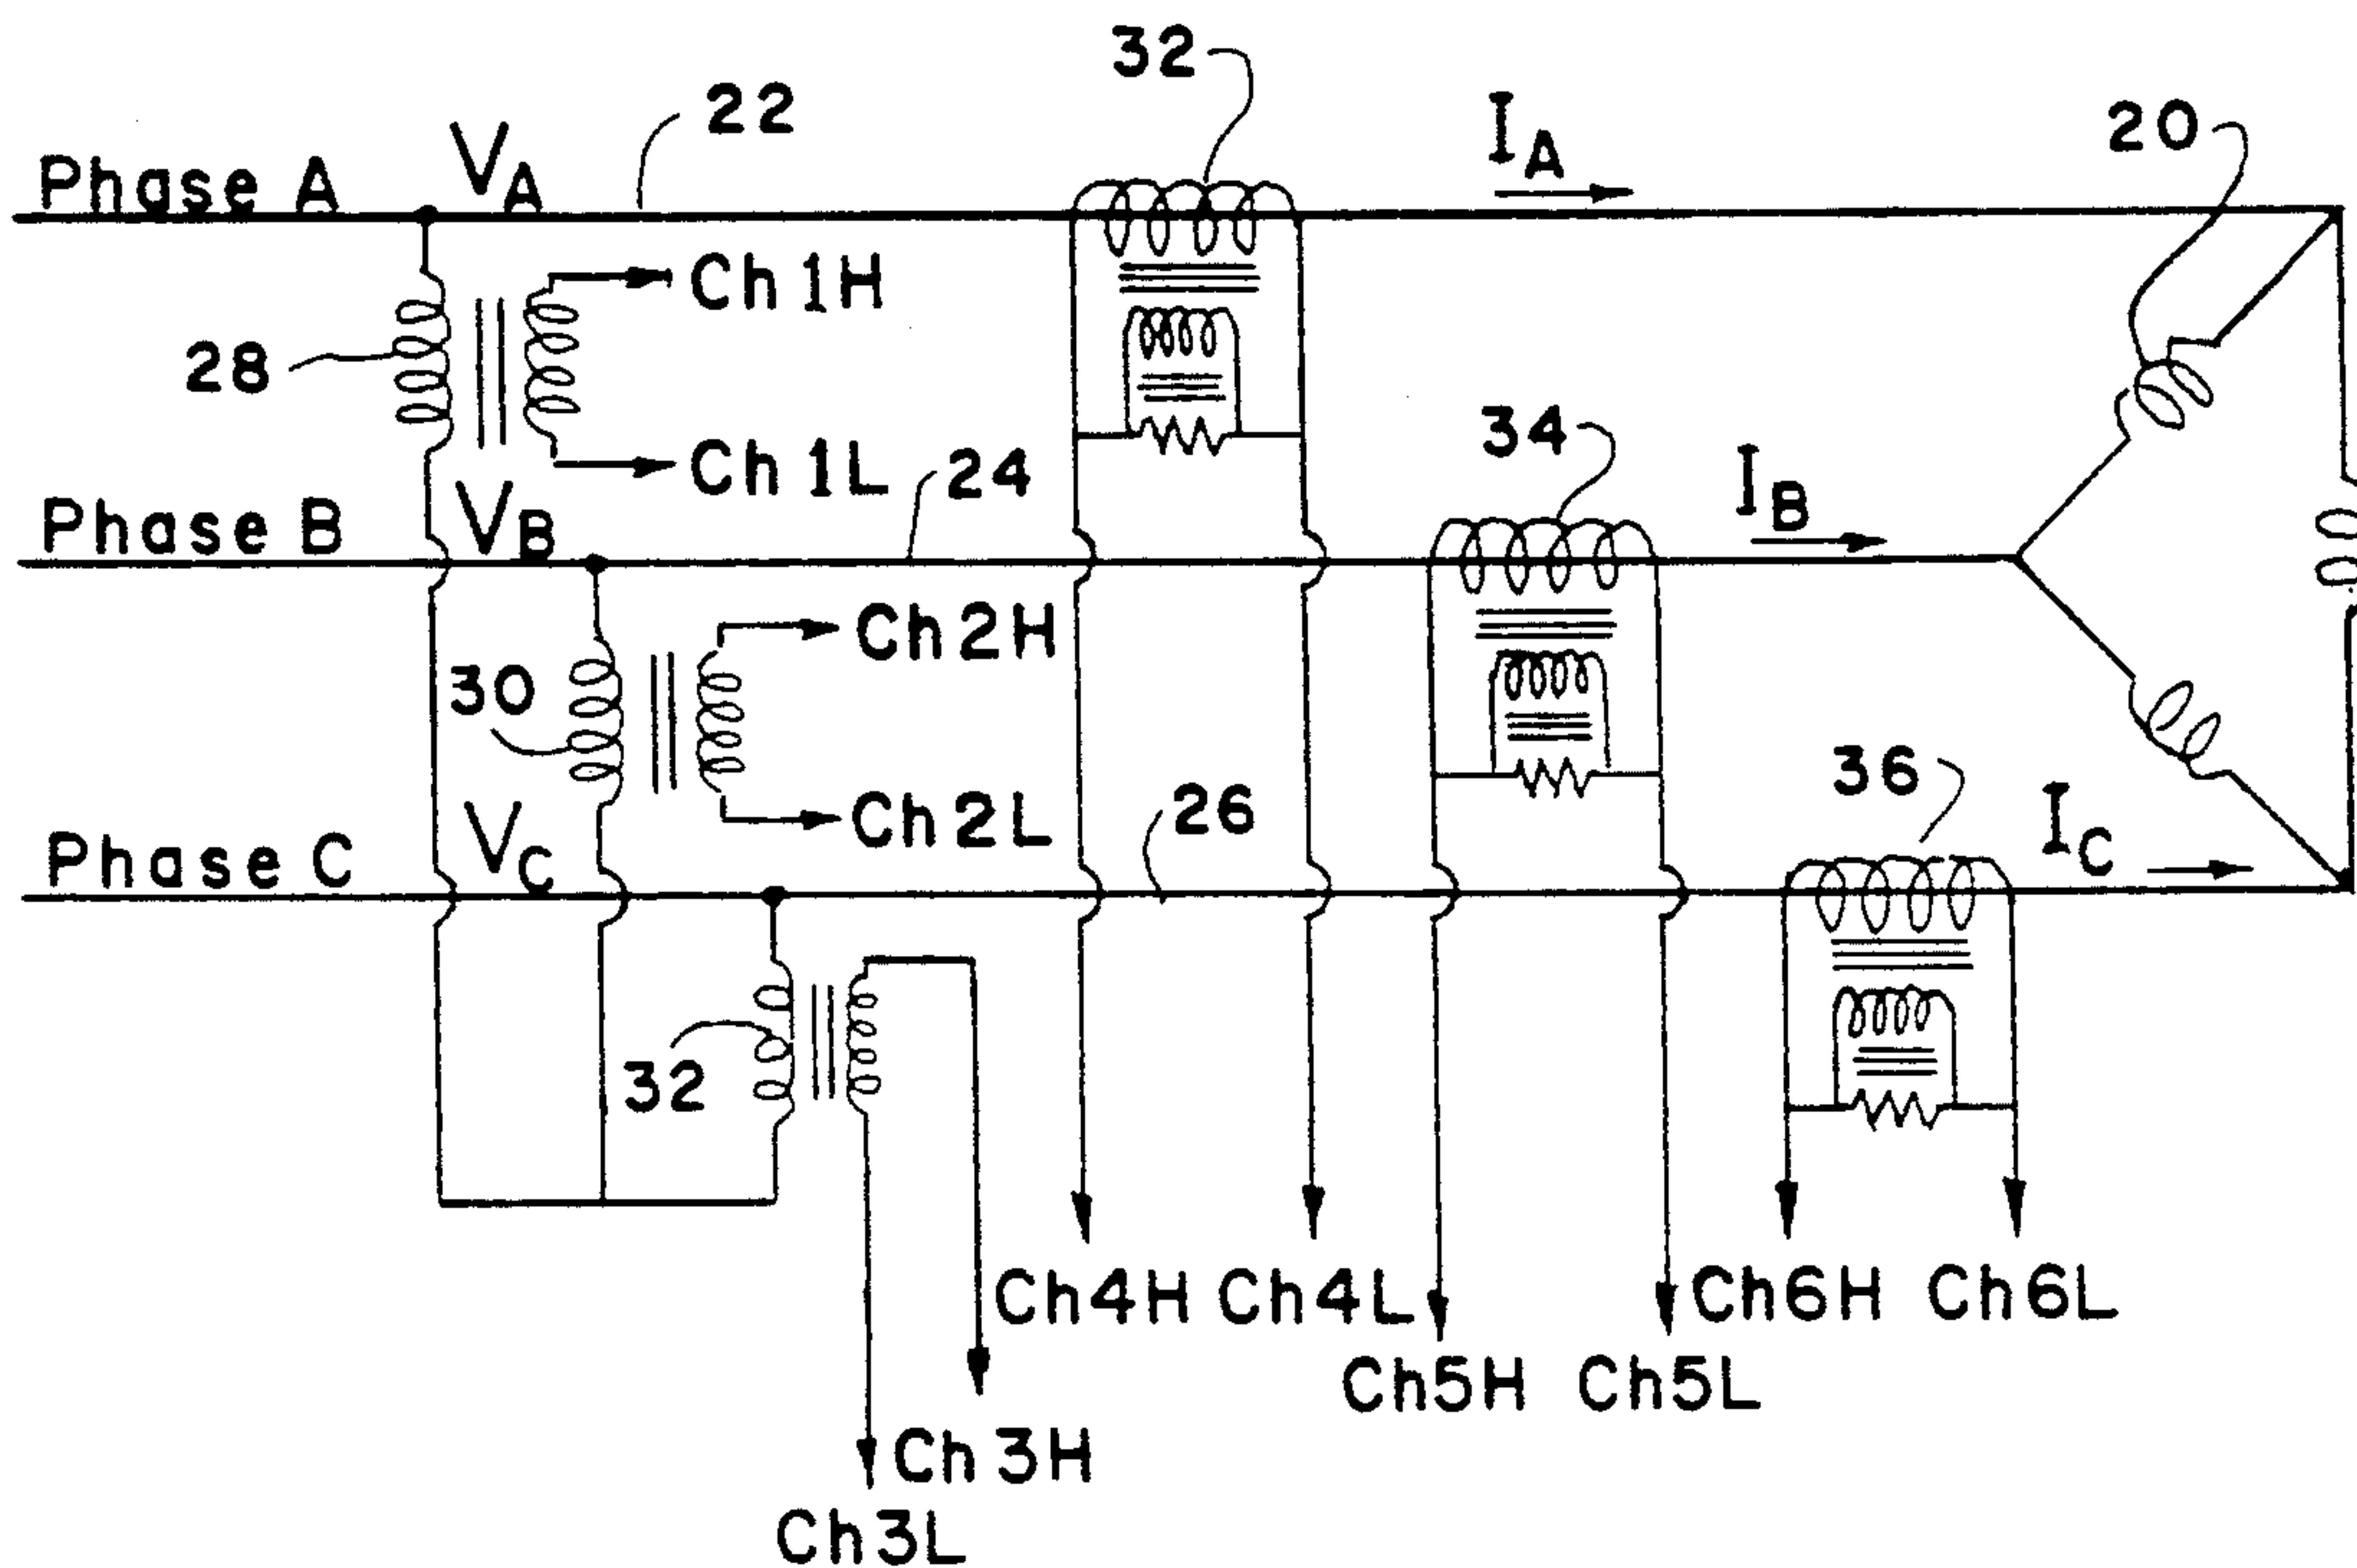 32
22
I_A
20
Phase A
V_A
Ch 1H
28
34
Ch 1L
24
I_B
Phase B
V_B
Ch 2H
30
36
26
Ch 2L
I_C
Phase C
V_C
32
Ch4H Ch4L
Ch6H Ch6L
Ch5H Ch5L
Ch 3H
Ch3L